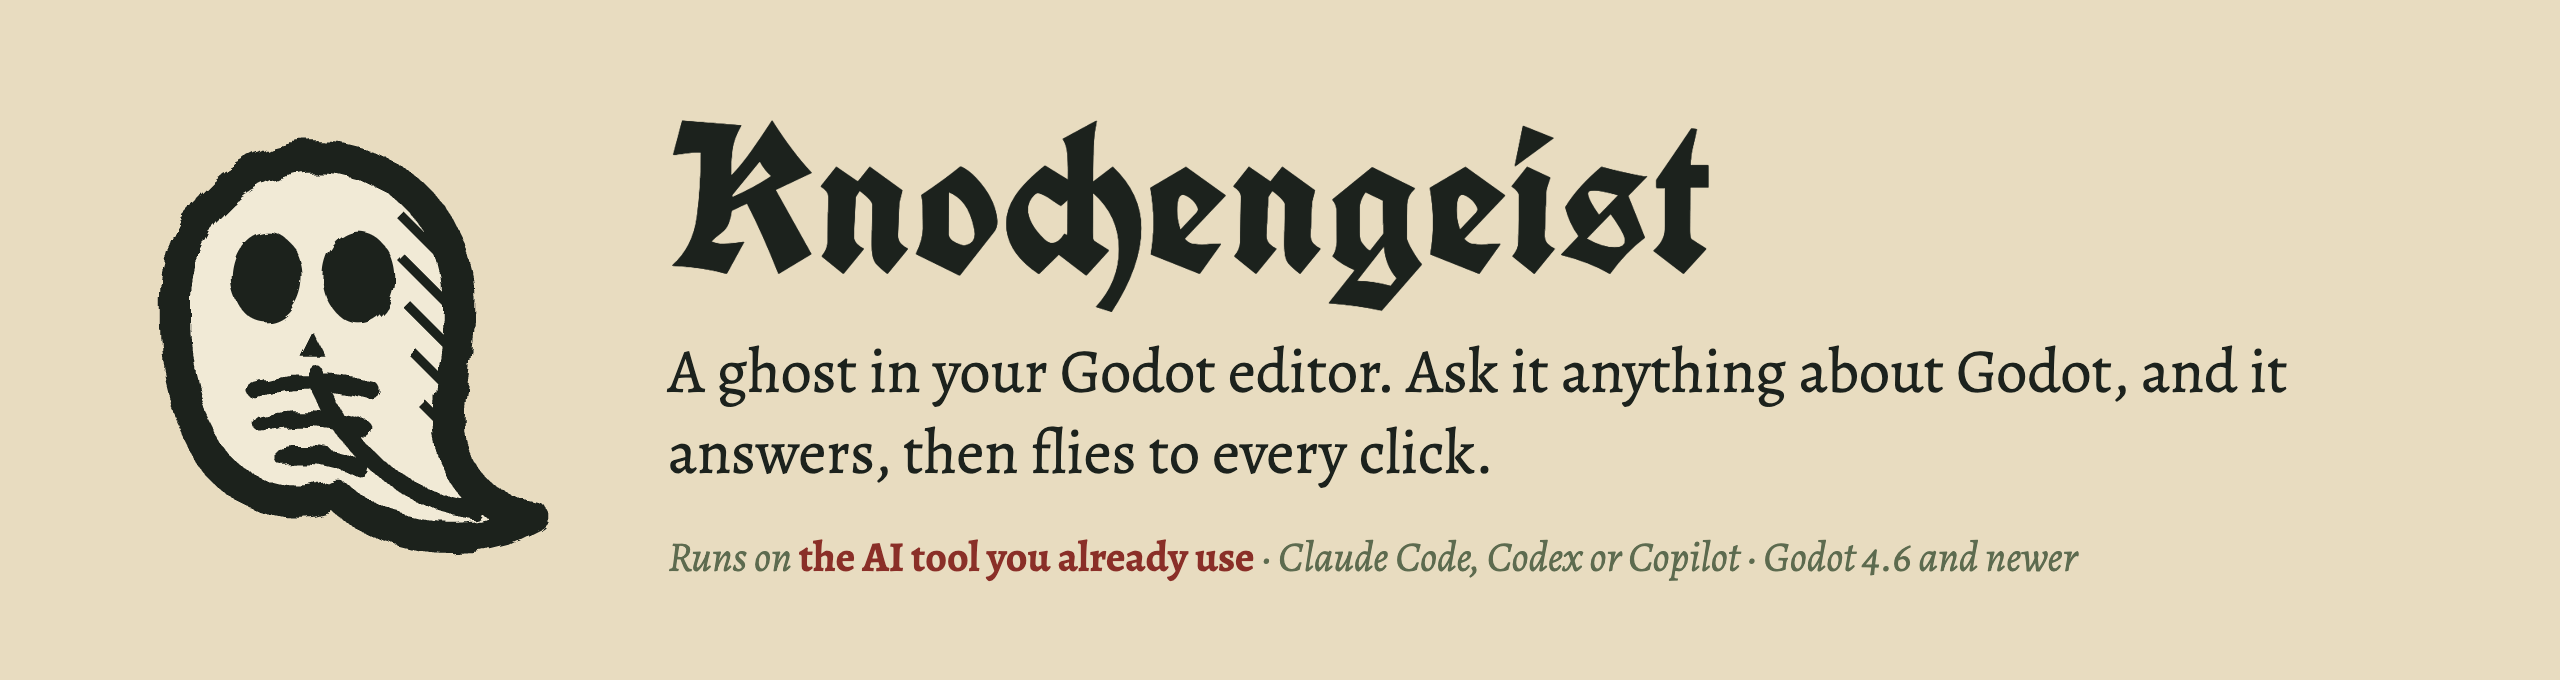 Knochengeist
A ghost in your Godot editor. Ask it anything about Godot, and it
answers, then flies to every click.
Runs on the AI tool you already use · Claude Code, Codex or Copilot · Godot 4.6 and newer